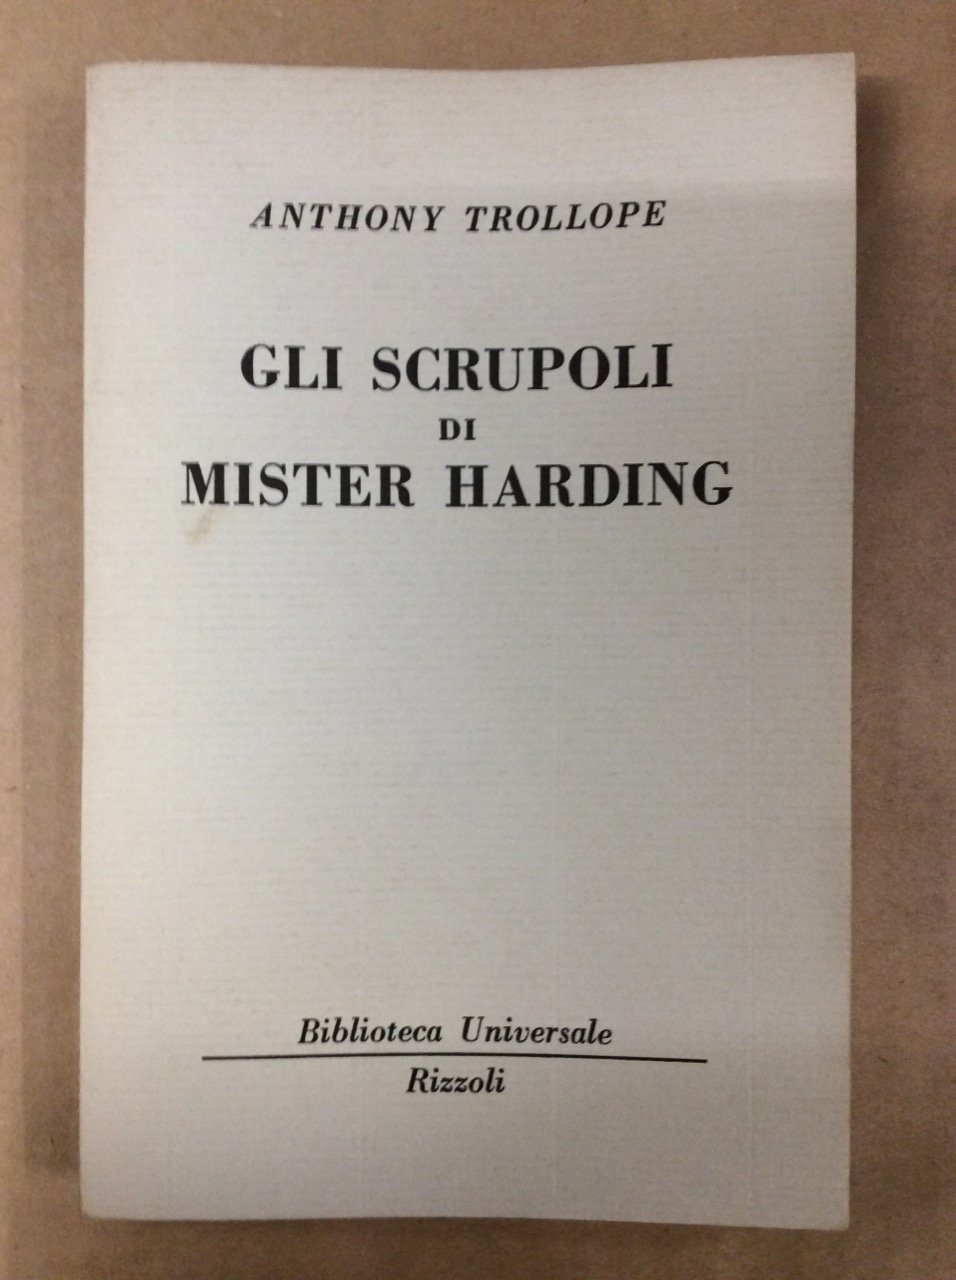 ANTHONY TROLLOPE
GLI SCRUPOLI
DI
MISTER HARDING
Biblioteca Universale
Rizzoli